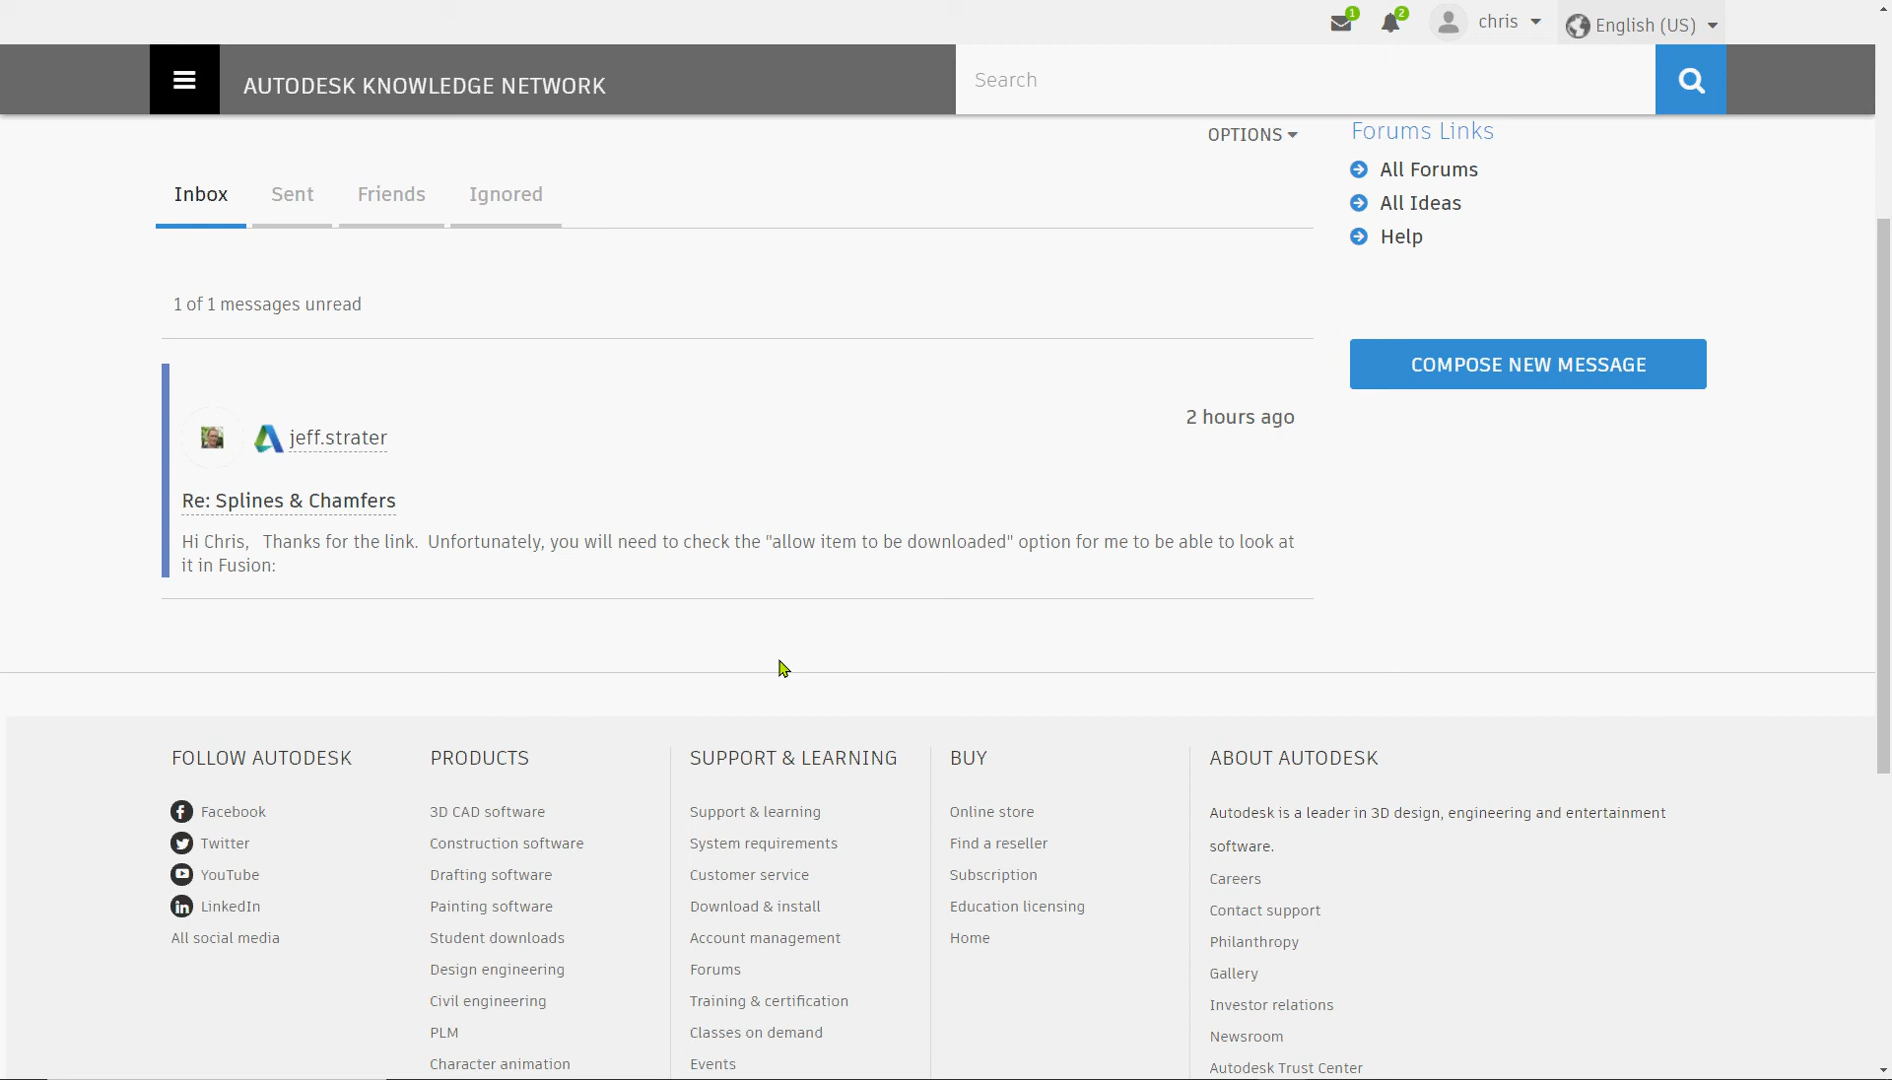 1
2
chris
English (US)
AUTODESK KNOWLEDGE NETWORK
Search
OPTIONS
Forums Links
All Forums
All Ideas
Help
Inbox
Sent
Friends
Ignored
1 of 1 messages unread
COMPOSE NEW MESSAGE
2 hours ago
jeff.strater
Re: Splines & Chamfers
Hi Chris, Thanks for the link. Unfortunately, you will need to check the "allow item to be downloaded" option for me to be able to look at
it in Fusion:
FOLLOW AUTODESK
Facebook
Twitter
YouTube
LinkedIn
All social media
PRODUCTS
3D CAD software
Construction software
Drafting software
Painting software
Student downloads
Design engineering
Civil engineering
PLM
Character animation
SUPPORT & LEARNING
Support & learning
System requirements
Customer service
Download & install
Account management
Forums
Training & certification
Classes on demand
Events
BUY
Online store
Find a reseller
Subscription
Education licensing
Home
ABOUT AUTODESK
Autodesk is a leader in 3D design, engineering and entertainment
software.
Careers
Contact support
Philanthropy
Gallery
Investor relations
Newsroom
Autodesk Trust Center